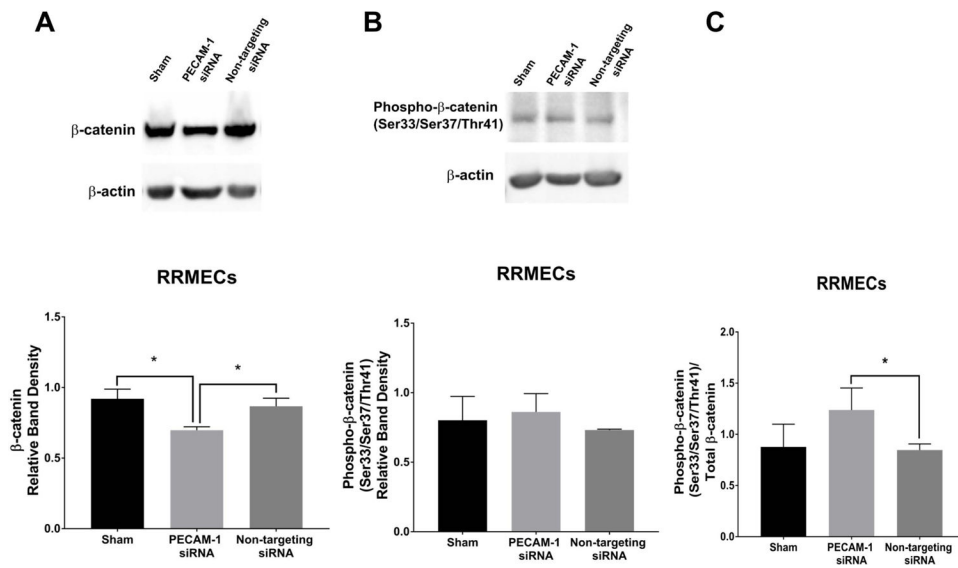 A
Sham
PECAM-1
siRNA
Non-targeting
siRNA
β-catenin
β-actin
RRMECs
β-catenin
Relative Band Density
1.5
1.0
0.5
0.0
*
*
Sham
PECAM-1
siRNA
Non-targeting
siRNA
B
Sham
PECAM-1
siRNA
Non-targeting
siRNA
Phospho-β-catenin
(Ser33/Ser37/Thr41)
β-actin
RRMECs
Phospho-β-catenin
(Ser33/Ser37/Thr41)
Relative Band Density
1.5
1.0
0.5
0.0
Sham
PECAM-1
siRNA
Non-targeting
siRNA
C
RRMECs
Phospho-β-catenin
(Ser33/Ser37/Thr41)/
Total β-catenin
2.0
1.5
1.0
0.5
0.0
*
Sham
PECAM-1
siRNA
Non-targeting
siRNA